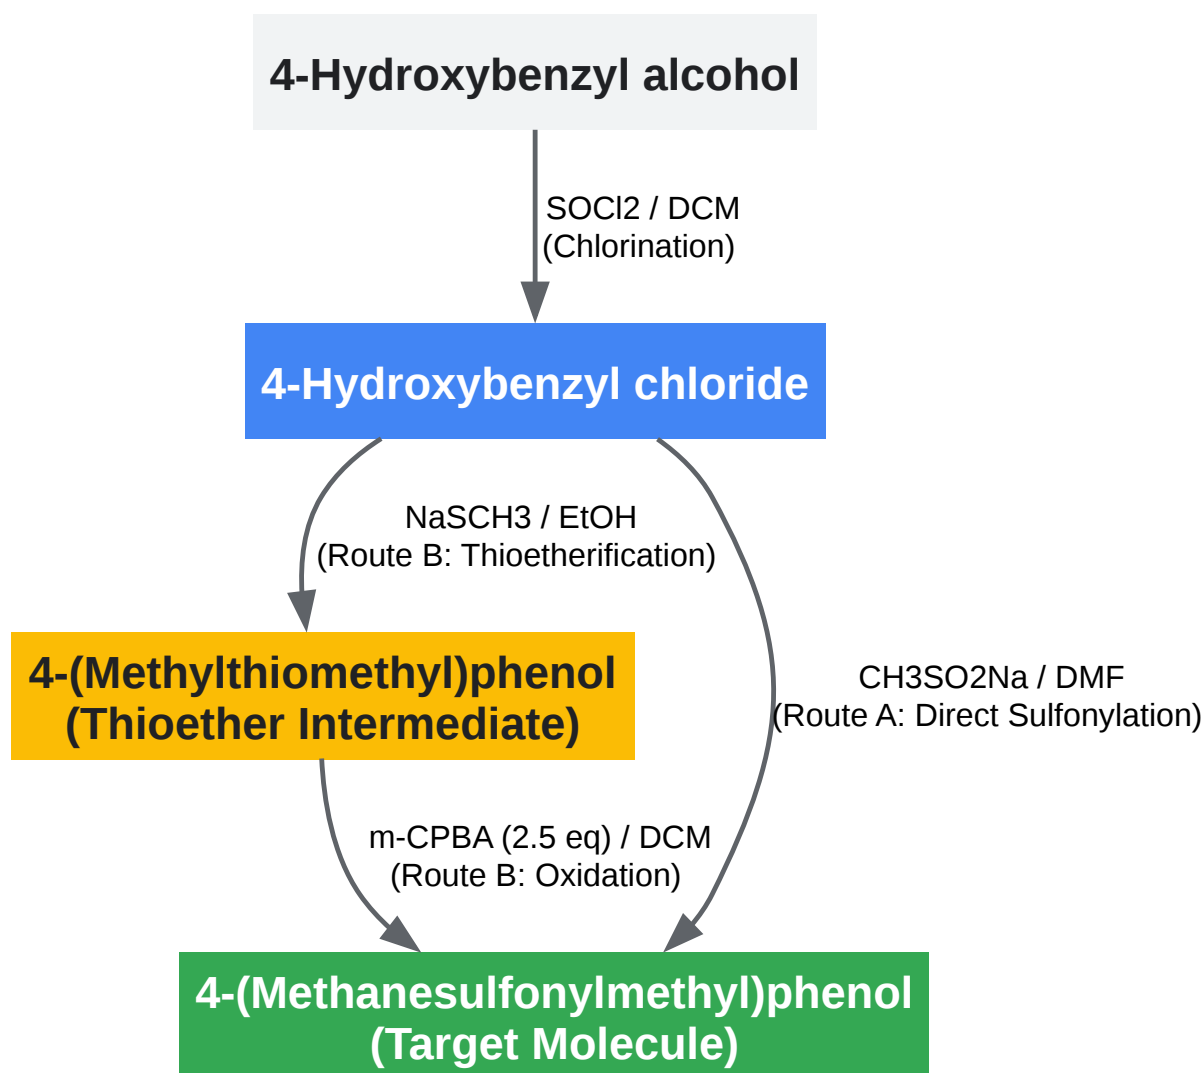 4-Hydroxybenzyl alcohol
SOCl2 / DCM
(Chlorination)
4-Hydroxybenzyl chloride
NaSCH3 / EtOH
(Route B: Thioetherification)
4-(Methylthiomethyl)phenol
(Thioether Intermediate)
CH3SO2Na / DMF
(Route A: Direct Sulfonylation)
m-CPBA (2.5 eq) / DCM
(Route B: Oxidation)
4-(Methanesulfonylmethyl)phenol
(Target Molecule)